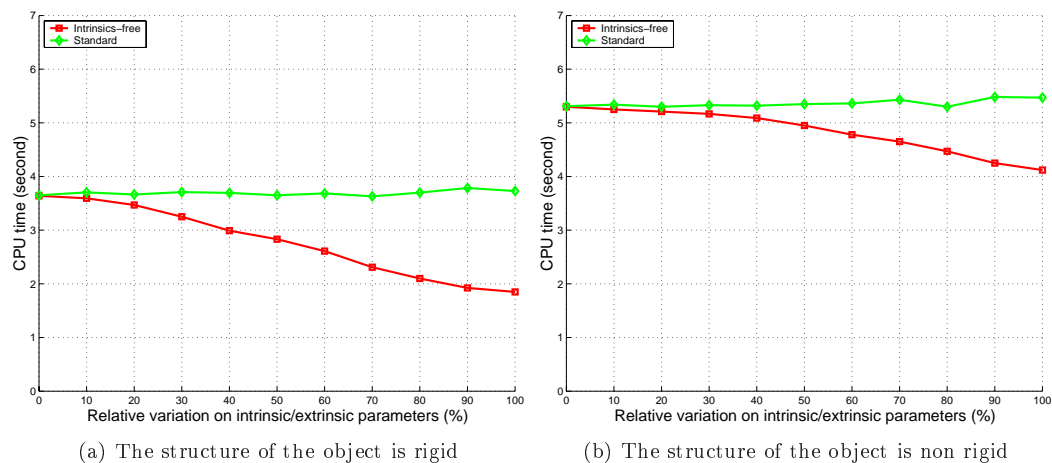 7
6
5
4
3
2
1
0
CPU time (second)
Intrinsics-free
Standard
0 10 20 30 40 50 60 70 80 90 100
Relative variation on intrinsic/extrinsic parameters (%)
(a) The structure of the object is rigid
7
6
5
4
3
2
1
0
CPU time (second)
Intrinsics-free
Standard
0 10 20 30 40 50 60 70 80 90 100
Relative variation on intrinsic/extrinsic parameters (%)
(b) The structure of the object is non rigid